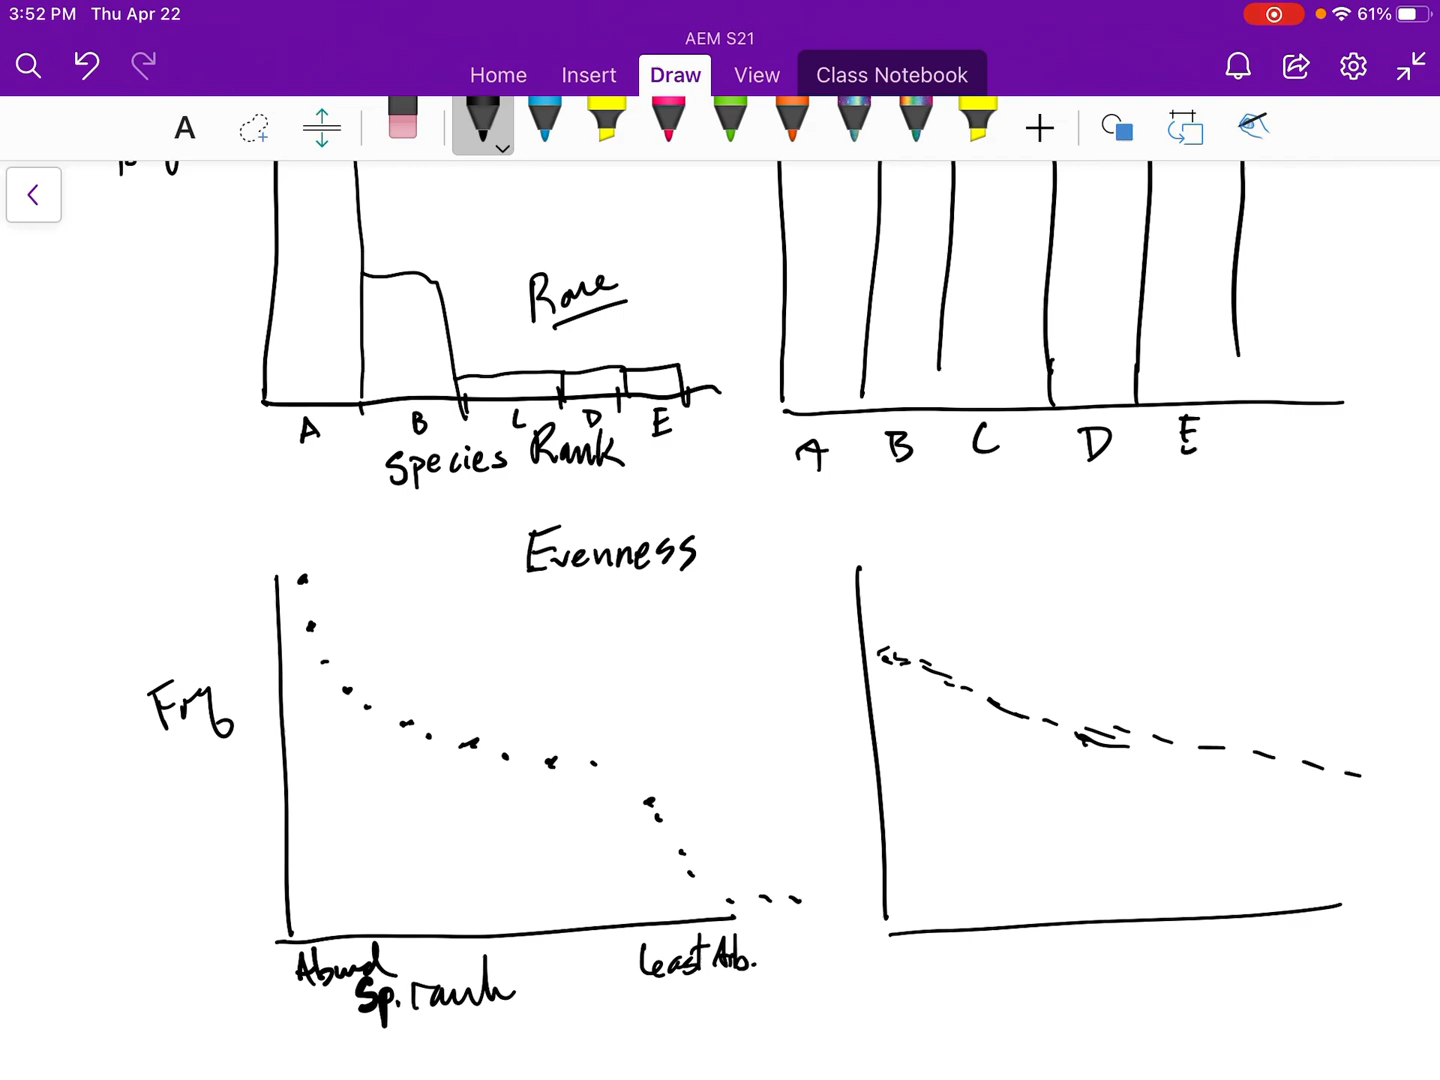 3:52 PM Thu Apr 22
61%
AEM S21
Home Insert Draw View Class Notebook
A
Rare
A B C D E
Species Rank
A B C D E
Evenness
Frq
Abund
Least Ab.
Sp. rank